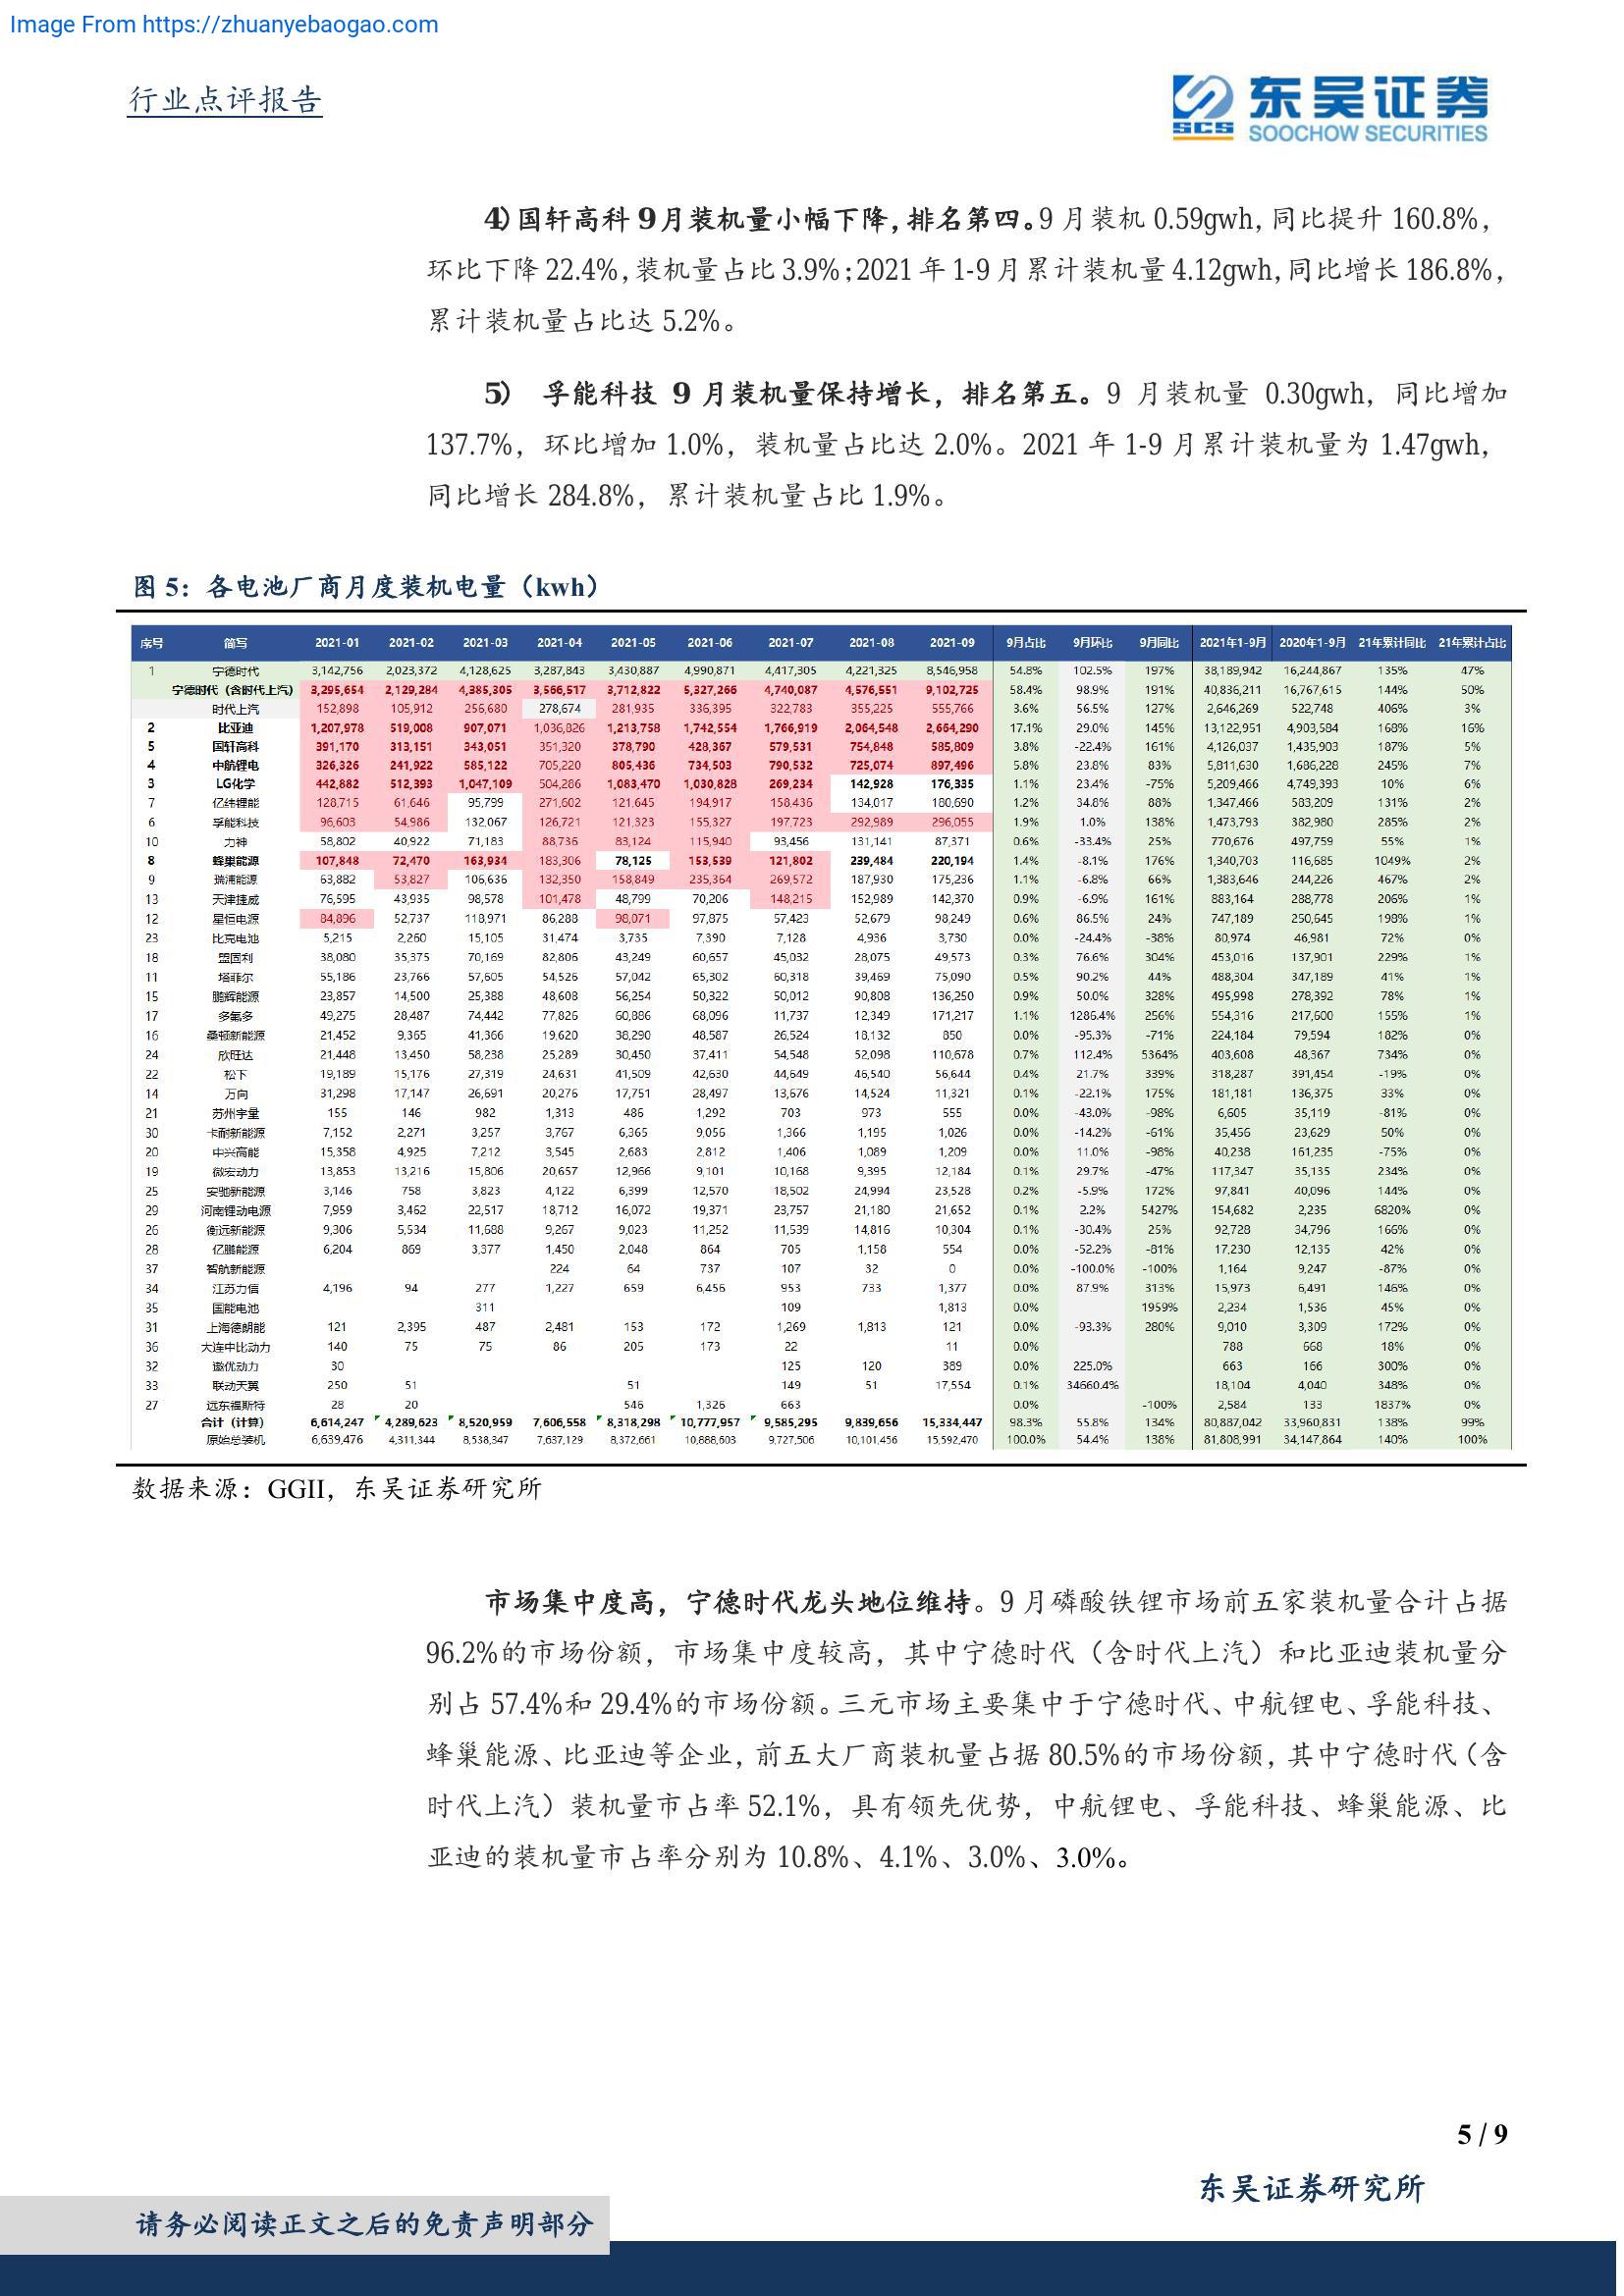 Image From https://zhuanyebaogao.com
行业点评报告
东吴证券
SCS SOOCHOW SECURITIES
4)国轩高科9月装机量小幅下降,排名第四。9月装机0.59gwh,同比提升160.8%,
环比下降22.4%,装机量占比3.9%;2021年1-9月累计装机量4.12gwh,同比增长186.8%,
累计装机量占比达5.2%。
5) 孚能科技 9 月装机量保持增长，排名第五。9 月装机量 0.30gwh，同比增加
137.7%，环比增加 1.0%，装机量占比达 2.0%。2021 年 1-9 月累计装机量为 1.47gwh，
同比增长 284.8%，累计装机量占比 1.9%。
图 5：各电池厂商月度装机电量（kwh）
序号 简写 2021-01 2021-02 2021-03 2021-04 2021-05 2021-06 2021-07 2021-08 2021-09 9月占比 9月环比 9月同比 2021年1-9月 2020年1-9月 21年累计同比 21年累计占比
1 宁德时代 3,142,756 2,023,372 4,128,625 3,287,843 3,430,887 4,990,871 4,417,305 4,221,325 8,546,958 54.8% 102.5% 197% 38,189,942 16,244,867 135% 47%
宁德时代（含时代上汽） 3,295,654 2,129,284 4,385,305 3,566,517 3,712,822 5,327,266 4,740,087 4,576,551 9,102,725 58.4% 98.9% 191% 40,836,211 16,767,615 144% 50%
时代上汽 152,898 105,912 256,680 278,674 281,935 336,395 322,783 355,225 555,766 3.6% 56.5% 127% 2,646,269 522,748 406% 3%
2 比亚迪 1,207,978 519,008 907,071 1,036,826 1,213,758 1,742,554 1,766,919 2,064,548 2,664,290 17.1% 29.0% 145% 13,122,951 4,903,584 168% 16%
5 国轩高科 391,170 313,151 343,051 351,320 378,790 428,367 579,531 754,848 585,809 3.8% -22.4% 161% 4,126,037 1,435,903 187% 5%
4 中航锂电 326,326 241,922 585,122 705,220 805,436 734,503 790,532 725,074 897,496 5.8% 23.8% 83% 5,811,630 1,686,228 245% 7%
3 LG化学 442,882 512,393 1,047,109 504,286 1,083,470 1,030,828 269,234 142,928 176,335 1.1% 23.4% -75% 5,209,466 4,749,393 10% 6%
7 亿纬锂能 128,715 61,646 95,799 271,602 121,645 194,917 158,436 134,017 180,690 1.2% 34.8% 88% 1,347,466 583,209 131% 2%
6 孚能科技 96,603 54,986 132,067 126,721 121,323 155,327 197,723 292,989 296,055 1.9% 1.0% 138% 1,473,793 382,980 285% 2%
10 力神 58,802 40,922 71,183 88,736 83,124 115,940 93,456 131,141 87,371 0.6% -33.4% 25% 770,676 497,759 55% 1%
8 蜂巢能源 107,848 72,470 163,934 183,306 78,125 153,539 121,802 239,484 220,194 1.4% -8.1% 176% 1,340,703 116,685 1049% 2%
9 瑞浦能源 63,882 53,827 106,636 132,350 158,849 235,364 269,572 187,930 175,236 1.1% -6.8% 66% 1,383,646 244,226 467% 2%
13 天津捷威 76,595 43,935 98,578 101,478 48,799 70,206 148,215 152,989 142,370 0.9% -6.9% 161% 883,164 288,778 206% 1%
12 星恒电源 84,896 52,737 118,971 86,288 98,071 97,875 57,423 52,679 98,249 0.6% 86.5% 24% 747,189 250,645 198% 1%
23 比克电池 5,215 2,260 15,105 31,474 3,735 7,390 7,128 4,936 3,730 0.0% -24.4% -38% 80,974 46,981 72% 0%
18 盟固利 38,080 35,375 70,169 82,806 43,249 60,657 45,032 28,075 49,573 0.3% 76.6% 304% 453,016 137,901 229% 1%
11 塔菲尔 55,186 23,766 57,605 54,526 57,042 65,302 60,318 39,469 75,090 0.5% 90.2% 44% 488,304 347,189 41% 1%
15 鹏辉能源 23,857 14,500 25,388 48,608 56,254 50,322 50,012 90,808 136,250 0.9% 50.0% 328% 495,998 278,392 78% 1%
17 多氟多 49,275 28,487 74,442 77,826 60,886 68,096 11,737 12,349 171,217 1.1% 1286.4% 256% 554,316 217,600 155% 1%
16 桑顿新能源 21,452 9,365 41,366 19,620 38,290 48,587 26,524 18,132 850 0.0% -95.3% -71% 224,184 79,594 182% 0%
24 欣旺达 21,448 13,450 58,238 25,289 30,450 37,411 54,548 52,098 110,678 0.7% 112.4% 5364% 403,608 48,367 734% 0%
22 松下 19,189 15,176 27,319 24,631 41,509 42,630 44,649 46,540 56,644 0.4% 21.7% 339% 318,287 391,454 -19% 0%
14 万向 31,298 17,147 26,691 20,276 17,751 28,497 13,676 14,524 11,321 0.1% -22.1% 175% 181,181 136,375 33% 0%
21 苏州宇量 155 146 982 1,313 486 1,292 703 973 555 0.0% -43.0% -98% 6,605 35,119 -81% 0%
30 卡耐新能源 7,152 2,271 3,257 3,767 6,365 9,056 1,366 1,195 1,026 0.0% -14.2% -61% 35,456 23,629 50% 0%
20 中兴高能 15,358 4,925 7,212 3,545 2,683 2,812 1,406 1,089 1,209 0.0% 11.0% -98% 40,238 161,235 -75% 0%
19 微宏动力 13,853 13,216 15,806 20,657 12,966 9,101 10,168 9,395 12,184 0.1% 29.7% -47% 117,347 35,135 234% 0%
25 安驰新能源 3,146 758 3,823 4,122 6,399 12,570 18,502 24,994 23,528 0.2% -5.9% 172% 97,841 40,096 144% 0%
29 河南锂动电源 7,959 3,462 22,517 18,712 16,072 19,371 23,757 21,180 21,652 0.1% 2.2% 5427% 154,682 2,235 6820% 0%
26 衡远新能源 9,306 5,534 11,688 9,267 9,023 11,252 11,539 14,816 10,304 0.1% -30.4% 25% 92,728 34,796 166% 0%
28 亿鹏能源 6,204 869 3,377 1,450 2,048 864 705 1,158 554 0.0% -52.2% -81% 17,230 12,135 42% 0%
37 智航新能源 224 64 737 107 32 0 0.0% -100.0% -100% 1,164 9,247 -87% 0%
34 江苏力信 4,196 94 277 1,227 659 6,456 953 733 1,377 0.0% 87.9% 313% 15,973 6,491 146% 0%
35 国能电池 311 109 1,813 0.0% 1959% 2,234 1,536 45% 0%
31 上海德朗能 121 2,395 487 2,481 153 172 1,269 1,813 121 0.0% -93.3% 280% 9,010 3,309 172% 0%
36 大连中比动力 140 75 75 86 205 173 22 11 0.0% 788 668 18% 0%
32 遨优动力 30 125 120 389 0.0% 225.0% 663 166 300% 0%
33 联动天翼 250 51 51 149 51 17,554 0.1% 34660.4% 18,104 4,040 348% 0%
27 远东福斯特 28 20 546 1,326 663 0.0% -100% 2,584 133 1837% 0%
合计（计算） 6,614,247 4,289,623 8,520,959 7,606,558 8,318,298 10,777,957 9,585,295 9,839,656 15,334,447 98.3% 55.8% 134% 80,887,042 33,960,831 138% 99%
原始总装机 6,639,476 4,311,344 8,538,347 7,637,129 8,372,661 10,888,603 9,727,506 10,101,456 15,592,470 100.0% 54.4% 138% 81,808,991 34,147,864 140% 100%
数据来源：GGII，东吴证券研究所
市场集中度高，宁德时代龙头地位维持。9 月磷酸铁锂市场前五家装机量合计占据
96.2%的市场份额，市场集中度较高，其中宁德时代（含时代上汽）和比亚迪装机量分
别占 57.4%和 29.4%的市场份额。三元市场主要集中于宁德时代、中航锂电、孚能科技、
蜂巢能源、比亚迪等企业，前五大厂商装机量占据 80.5%的市场份额，其中宁德时代（含
时代上汽）装机量市占率 52.1%，具有领先优势，中航锂电、孚能科技、蜂巢能源、比
亚迪的装机量市占率分别为 10.8%、4.1%、3.0%、3.0%。
5 / 9
东吴证券研究所
请务必阅读正文之后的免责声明部分